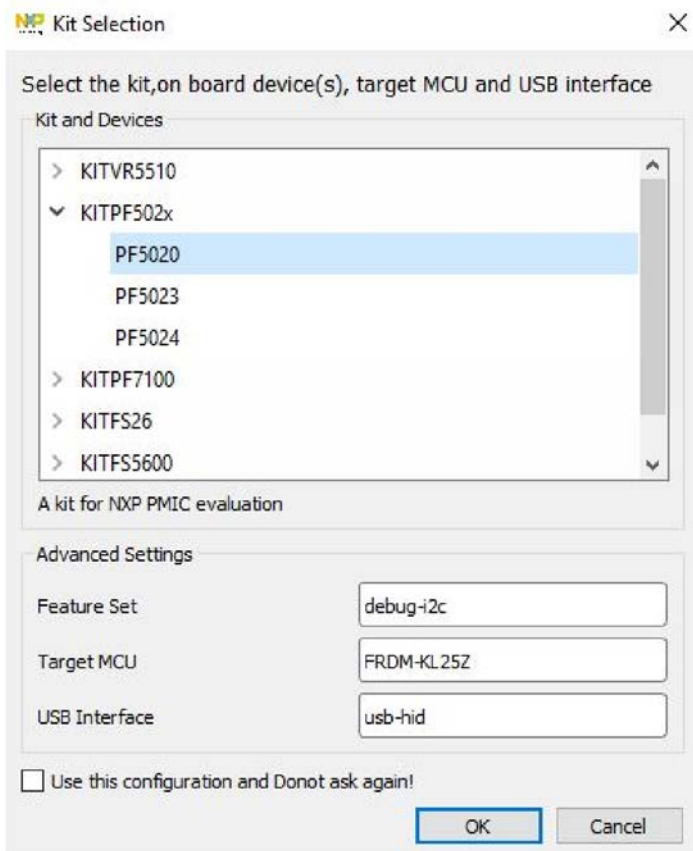 NXP Kit Selection
Select the kit,on board device(s), target MCU and USB interface
Kit and Devices
KITVR5510
KITPF502x
PF5020
PF5023
PF5024
KITPF7100
KITFS26
KITFS5600
A kit for NXP PMIC evaluation
Advanced Settings
Feature Set debug-i2c
Target MCU FRDM-KL25Z
USB Interface usb-hid
Use this configuration and Donot ask again!
OK Cancel